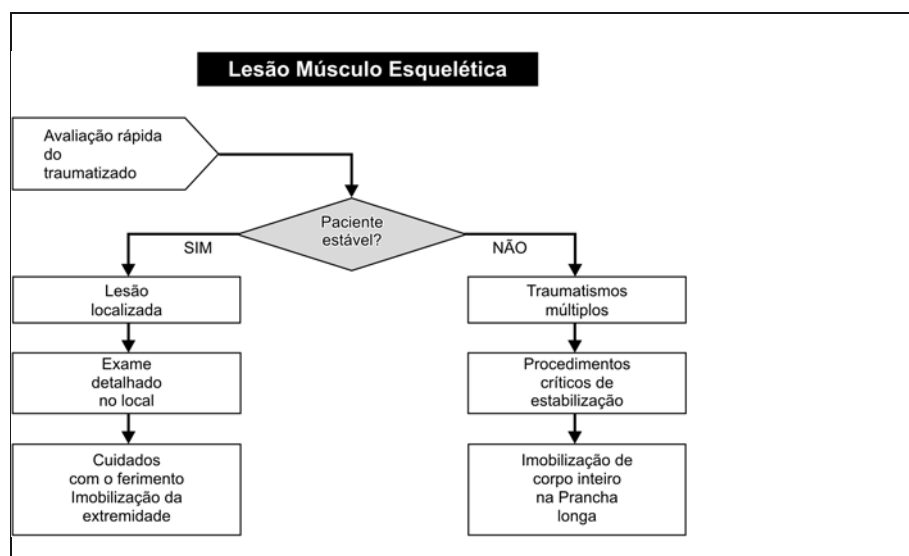 Lesão Músculo Esquelética
Avaliação rápida
do
traumatizado
Paciente
estável?
SIM
NÃO
Lesão
localizada
Traumatismos
múltiplos
Exame
detalhado
no local
Procedimentos
críticos de
estabilização
Cuidados
com o ferimento
Imobilização da
extremidade
Imobilização de
corpo inteiro
na Prancha
longa